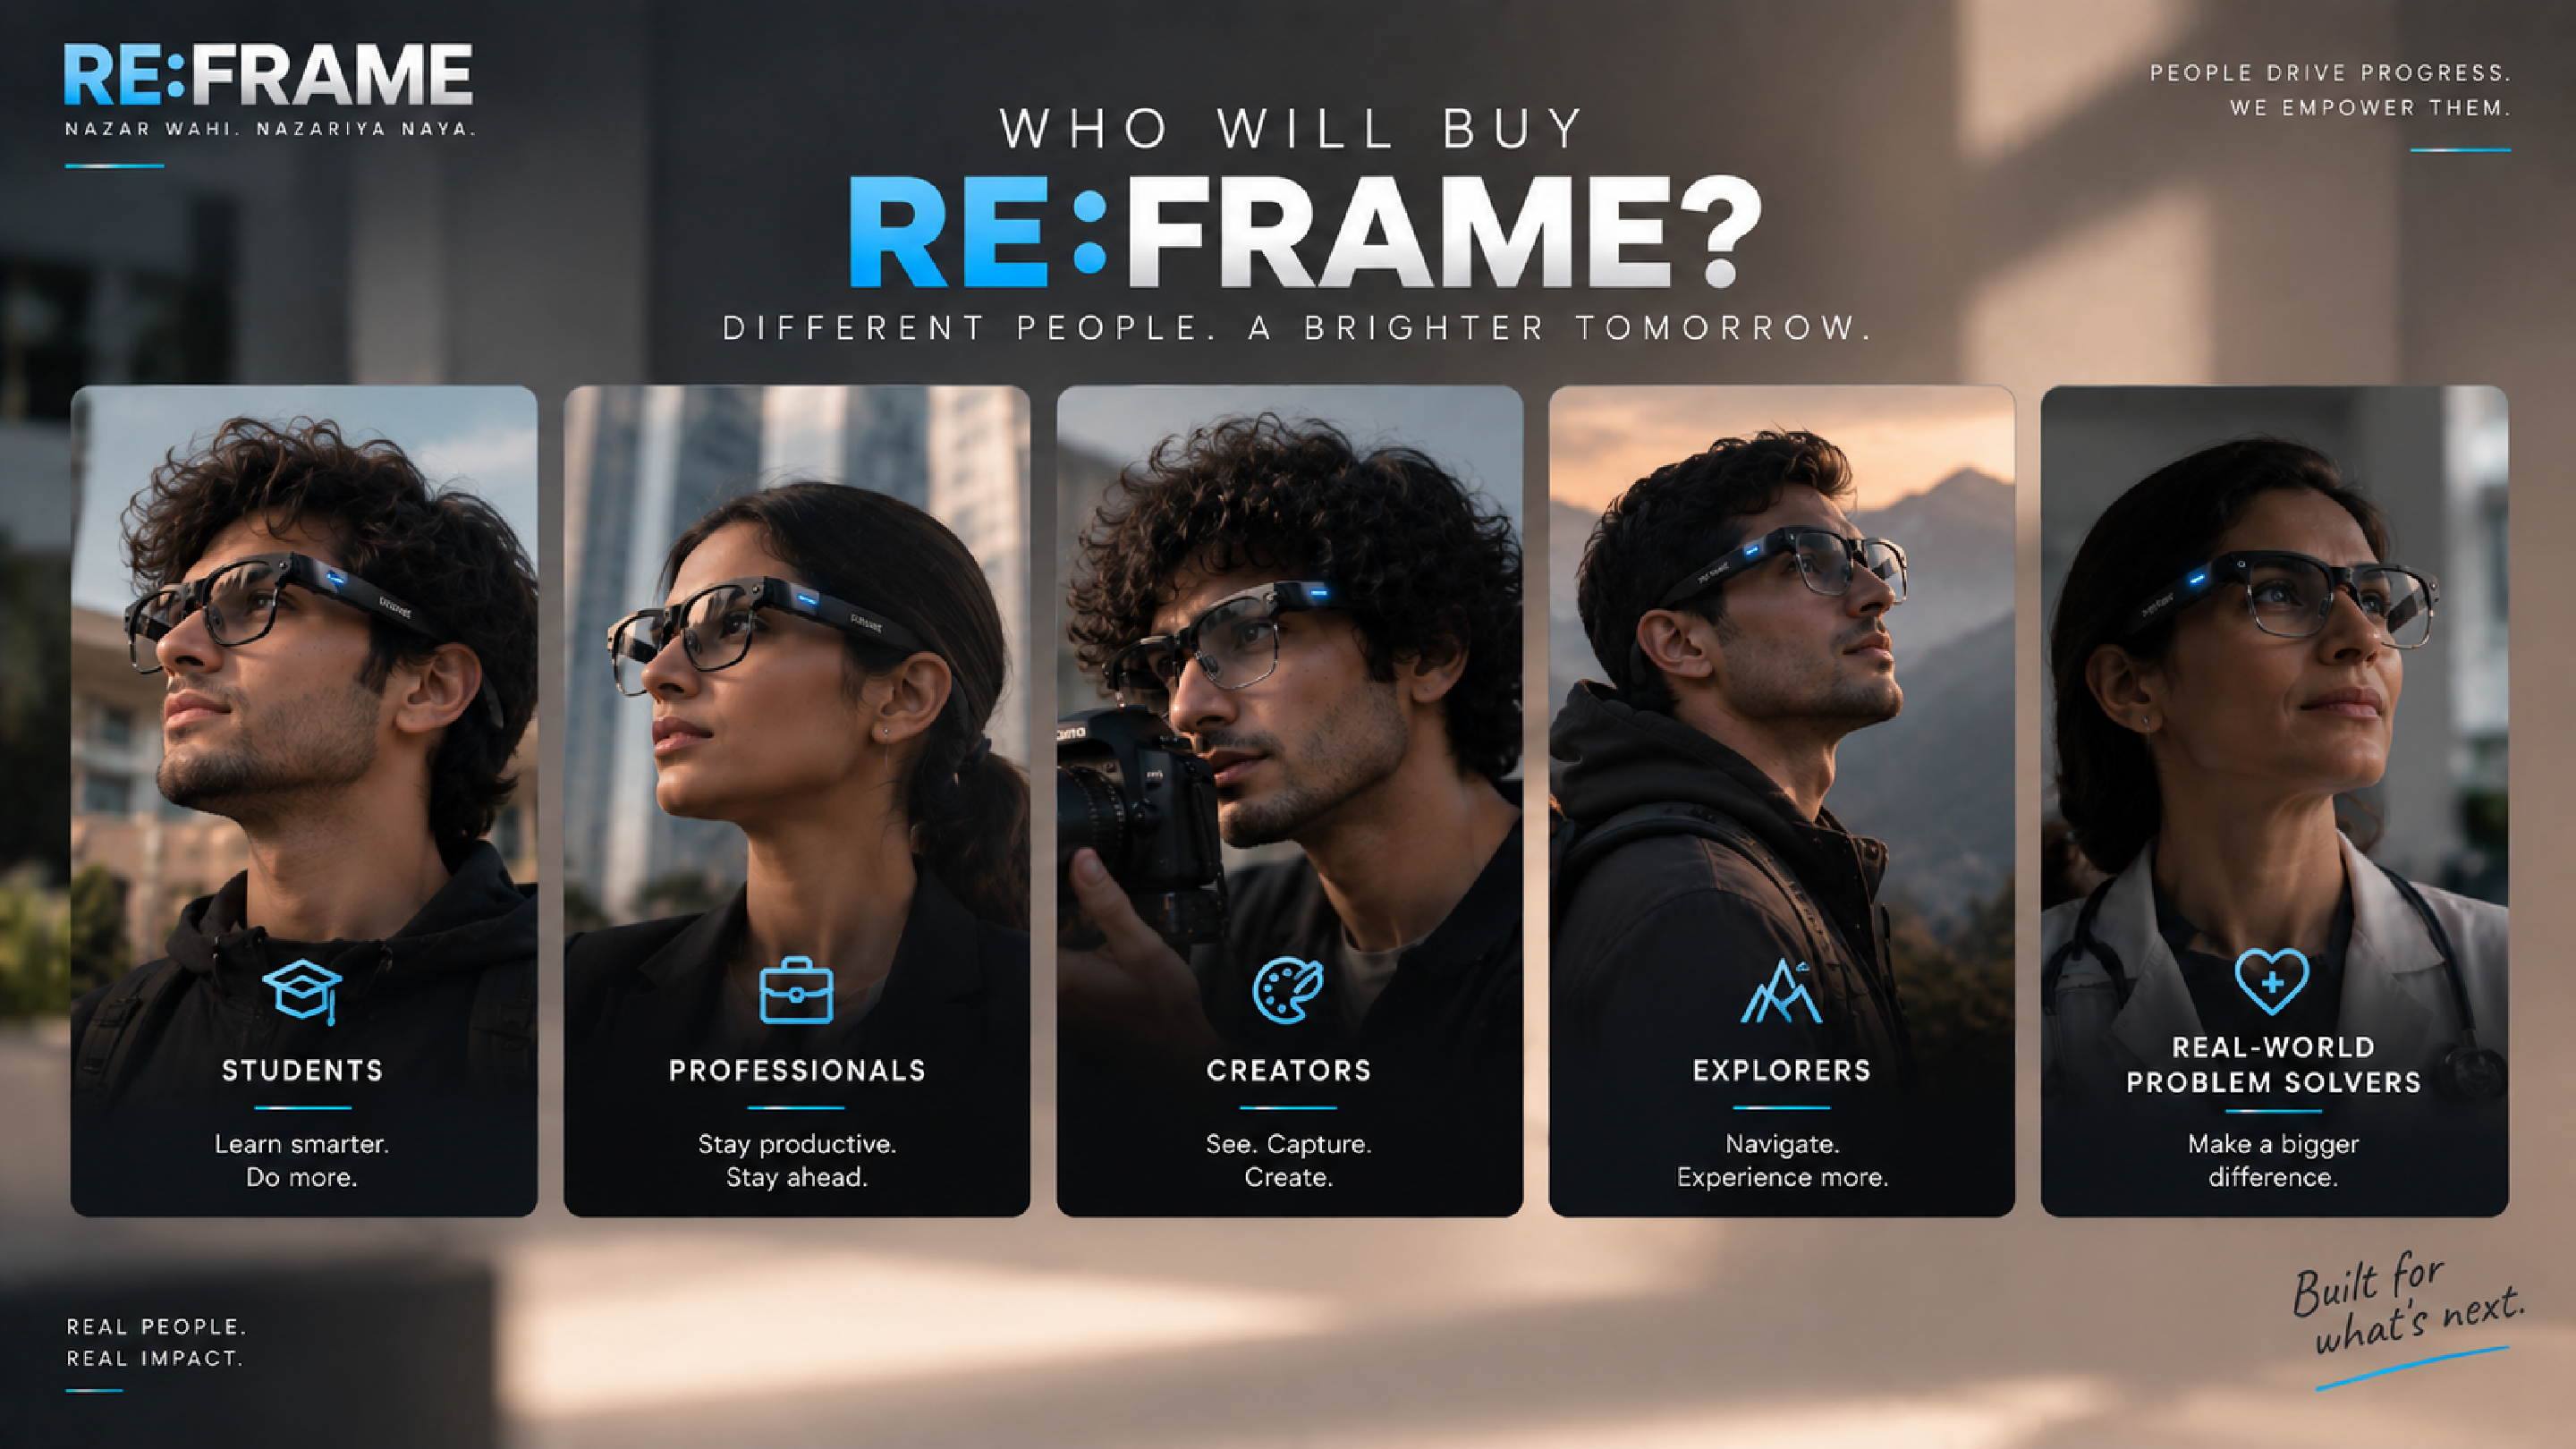 RE:FRAME
NAZAR WAHI. NAZARIYA NAYA.
PEOPLE DRIVE PROGRESS.
WE EMPOWER THEM.
WHO WILL BUY
RE:FRAME?
DIFFERENT PEOPLE. A BRIGHTER TOMORROW.
STUDENTS
Learn smarter.
Do more.
PROFESSIONALS
Stay productive.
Stay ahead.
CREATORS
See. Capture.
Create.
EXPLORERS
Navigate.
Experience more.
REAL-WORLD
PROBLEM SOLVERS
Make a bigger
difference.
REAL PEOPLE.
REAL IMPACT.
Built for
what's next.